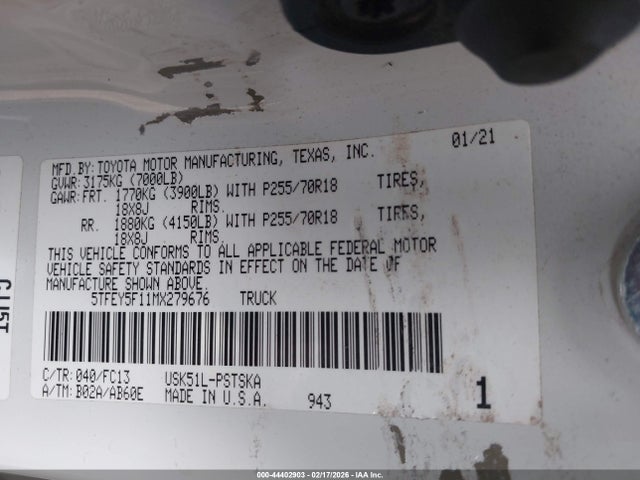 01/21
MFD.BY:TOYOTA MOTOR MANUFACTURING, TEXAS, INC.
GVWR:3175KG (7000LB)
GAWR:FRT. 1770KG (3900LB) WITH P255/70R18 TIRES,
18X8J RIMS
RR. 1880KG (4150LB) WITH P255/70R18 TIRES,
18X8J RIMS
THIS VEHICLE CONFORMS TO ALL APPLICABLE FEDERAL MOTOR
VEHICLE SAFETY STANDARDS IN EFFECT ON THE DATE OF
MANUFACTURE SHOWN ABOVE.
5TFEY5F11MX279676 TRUCK
C/TR:040/FC13 USK51L-PSTSKA
A/TM:B02A/AB60E MADE IN U.S.A. 943 1
000-44402903 - 02/17/2026 - IAA Inc.